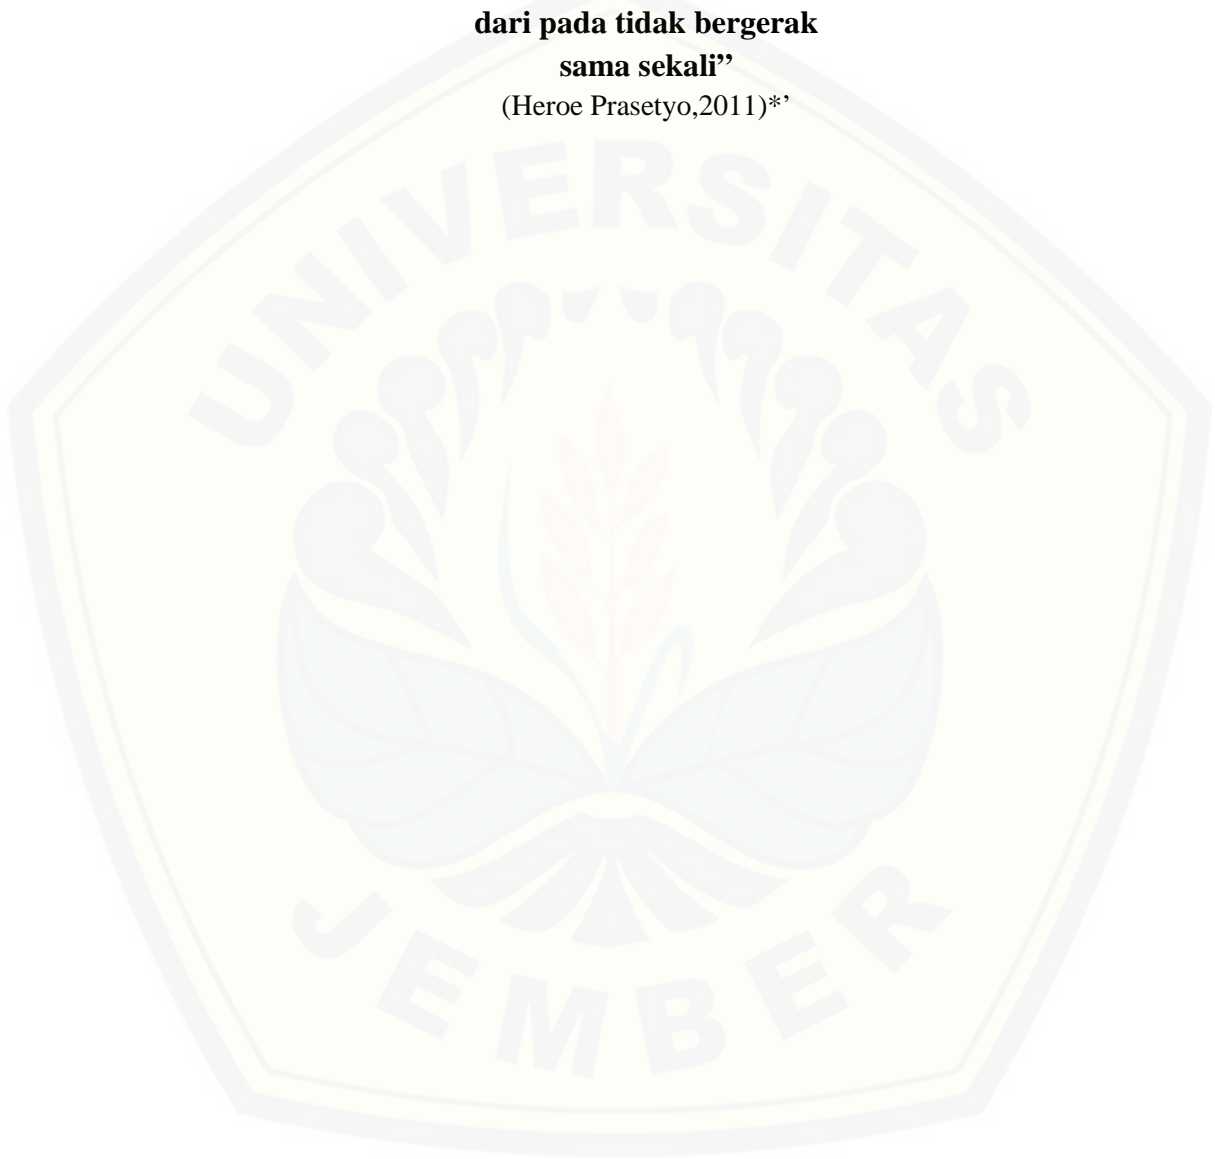 dari pada tidak bergerak
sama sekali”
(Heroe Prasetyo,2011)*’
UNIVERSITAS
JEMBER